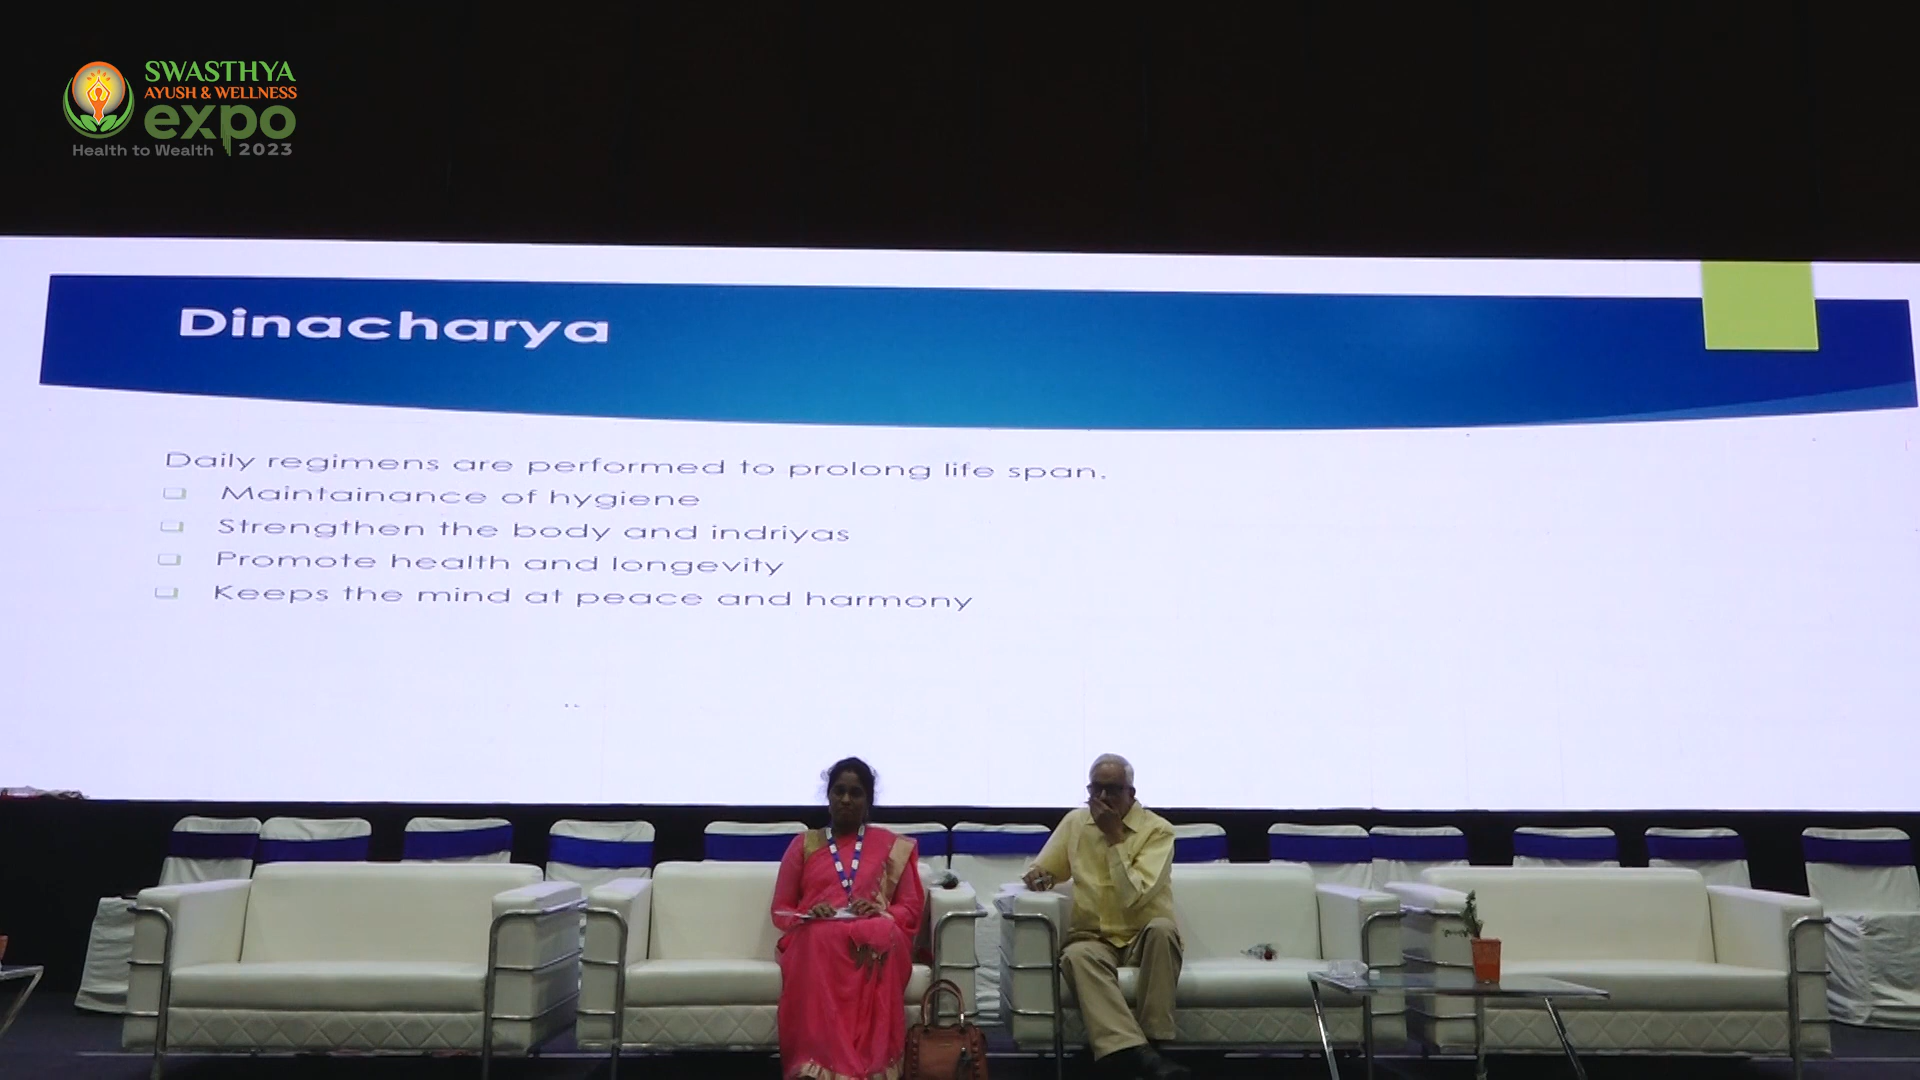 SWASTHYA
AYUSH & WELLNESS
expo
Health to Wealth 2023
Dinacharya
Daily regimens are performed to prolong life span.
Maintainance of hygiene
Strengthen the body and indriyas
Promote health and longevity
Keeps the mind at peace and harmony